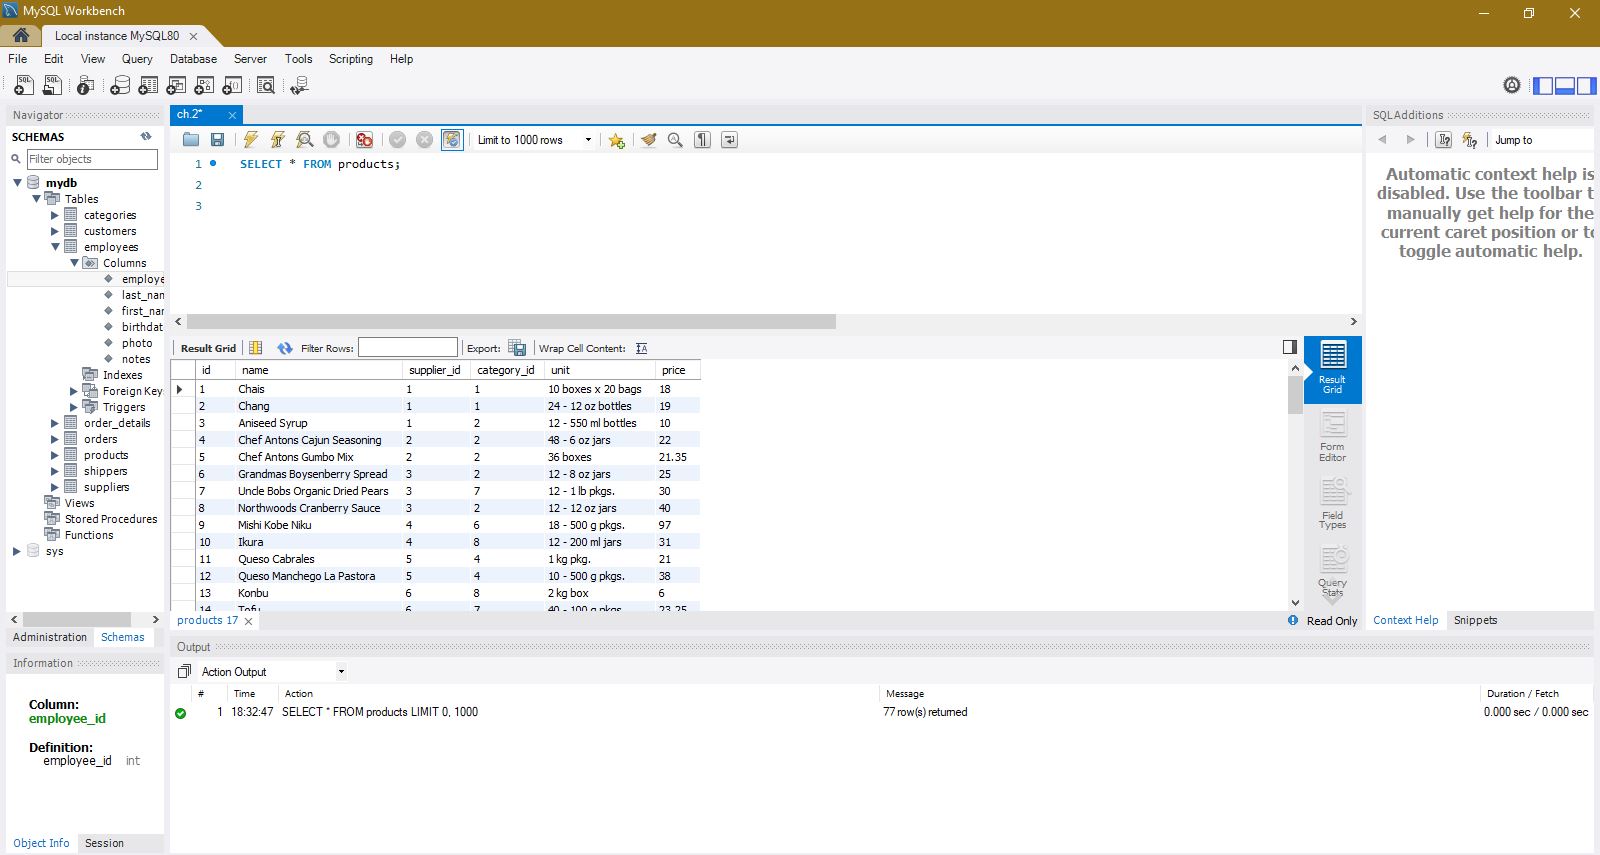 MySQL Workbench
Local instance MySQL80
File Edit View Query Database Server Tools Scripting Help
Navigator
SCHEMAS
Filter objects
mydb
Tables
categories
customers
employees
Columns
employe
last_nan
first_nar
birthdat
photo
notes
Indexes
Foreign Key
Triggers
order_details
orders
products
shippers
suppliers
Views
Stored Procedures
Functions
sys
Administration Schemas
Information
Column:
employee_id
Definition:
employee_id int
Object Info Session
ch.2*
Limit to 1000 rows
1 SELECT * FROM products;
2
3
Result Grid Filter Rows: Export: Wrap Cell Content:
id name supplier_id category_id unit price
1 Chais 1 1 10 boxes x 20 bags 18
2 Chang 1 1 24 - 12 oz bottles 19
3 Aniseed Syrup 1 2 12 - 550 ml bottles 10
4 Chef Antons Cajun Seasoning 2 2 48 - 6 oz jars 22
5 Chef Antons Gumbo Mix 2 2 36 boxes 21.35
6 Grandmas Boysenberry Spread 3 2 12 - 8 oz jars 25
7 Uncle Bobs Organic Dried Pears 3 7 12 - 1 lb pkgs. 30
8 Northwoods Cranberry Sauce 3 2 12 - 12 oz jars 40
9 Mishi Kobe Niku 4 6 18 - 500 g pkgs. 97
10 Ikura 4 8 12 - 200 ml jars 31
11 Queso Cabrales 5 4 1 kg pkg. 21
12 Queso Manchego La Pastora 5 4 10 - 500 g pkgs. 38
13 Konbu 6 8 2 kg box 6
14 Tofu 6 7 40 - 100 g pkgs. 23.25
Result
Grid
Form
Editor
Field
Types
Query
Stats
products 17
Read Only
SQLAdditions
Jump to
Automatic context help is
disabled. Use the toolbar t
manually get help for the
current caret position or to
toggle automatic help.
Context Help Snippets
Output
Action Output
# Time Action Message Duration / Fetch
1 18:32:47 SELECT * FROM products LIMIT 0, 1000 77 row(s) returned 0.000 sec / 0.000 sec